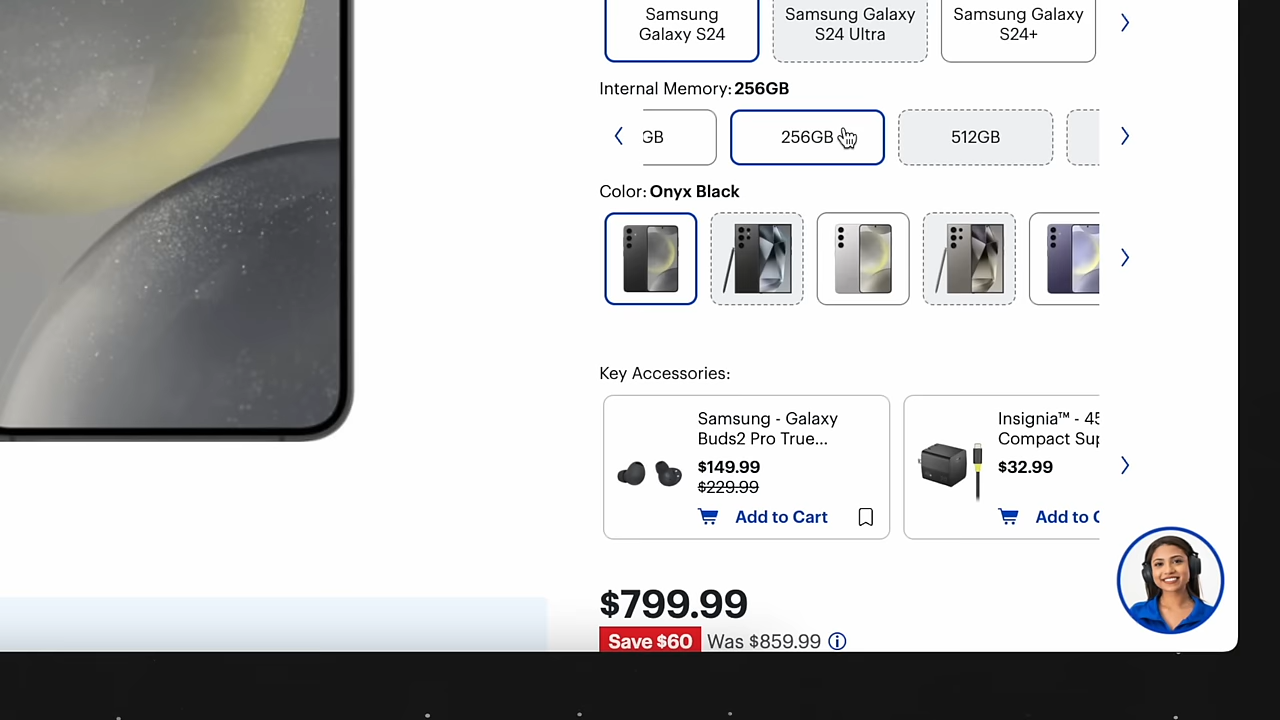 Samsung
Galaxy S24
Samsung Galaxy
S24 Ultra
Samsung Galaxy
S24+
Internal Memory: 256GB
GB
256GB
512GB
Color: Onyx Black
Key Accessories:
Samsung - Galaxy
Buds2 Pro True...
$149.99
$229.99
Add to Cart
Insignia™ - 45
Compact Sup
$32.99
Add to C
$799.99
Save $60 Was $859.99